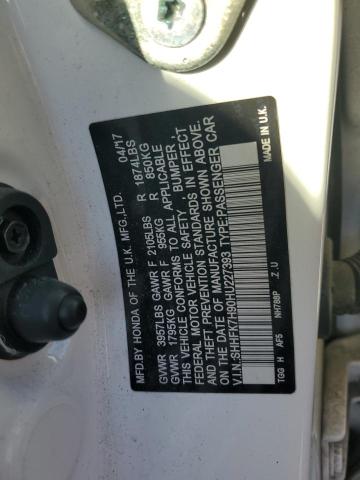 MFD.BY HONDA OF THE U.K. MFG.,LTD. 04/17
GVWR 3957LBS GAWR F 2105LBS R 1874LBS
GVWR 1795KG GAWR F 955KG R 850KG
THIS VEHICLE CONFORMS TO ALL APPLICABLE
FEDERAL MOTOR VEHICLE SAFETY, BUMPER,
AND THEFT PREVENTION STANDARDS IN EFFECT
ON THE DATE OF MANUFACTURE SHOWN ABOVE.
V.I.N.:SHHFK7H90HU227393 TYPE:PASSENGER CAR
TGG H AF5 NH788P Z U
MADE IN U.K.